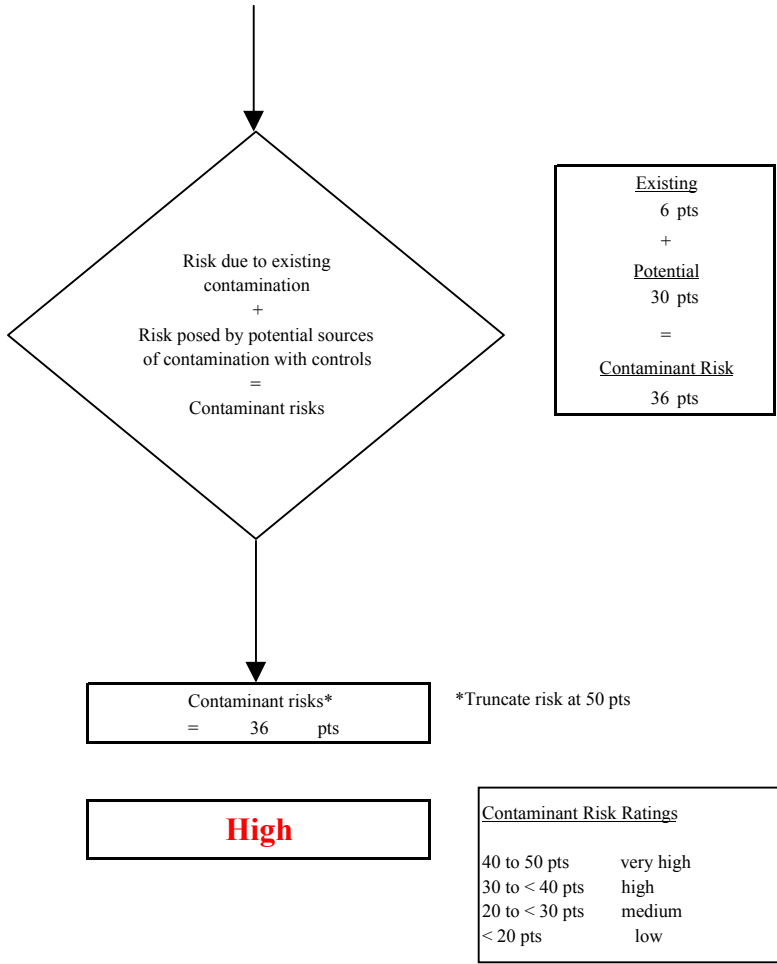 Risk due to existing
contamination
+
Risk posed by potential sources
of contamination with controls
=
Contaminant risks
Existing
6 pts
+
Potential
30 pts
=
Contaminant Risk
36 pts
Contaminant risks*
= 36 pts
*Truncate risk at 50 pts
High
Contaminant Risk Ratings
40 to 50 pts very high
30 to < 40 pts high
20 to < 30 pts medium
< 20 pts low